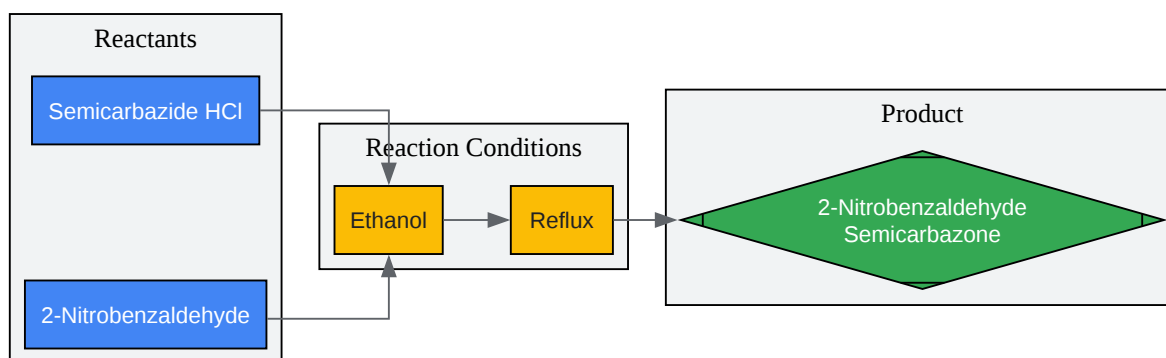 Reactants
Semicarbazide HCl
2-Nitrobenzaldehyde
Reaction Conditions
Ethanol
Reflux
Product
2-Nitrobenzaldehyde
Semicarbazone